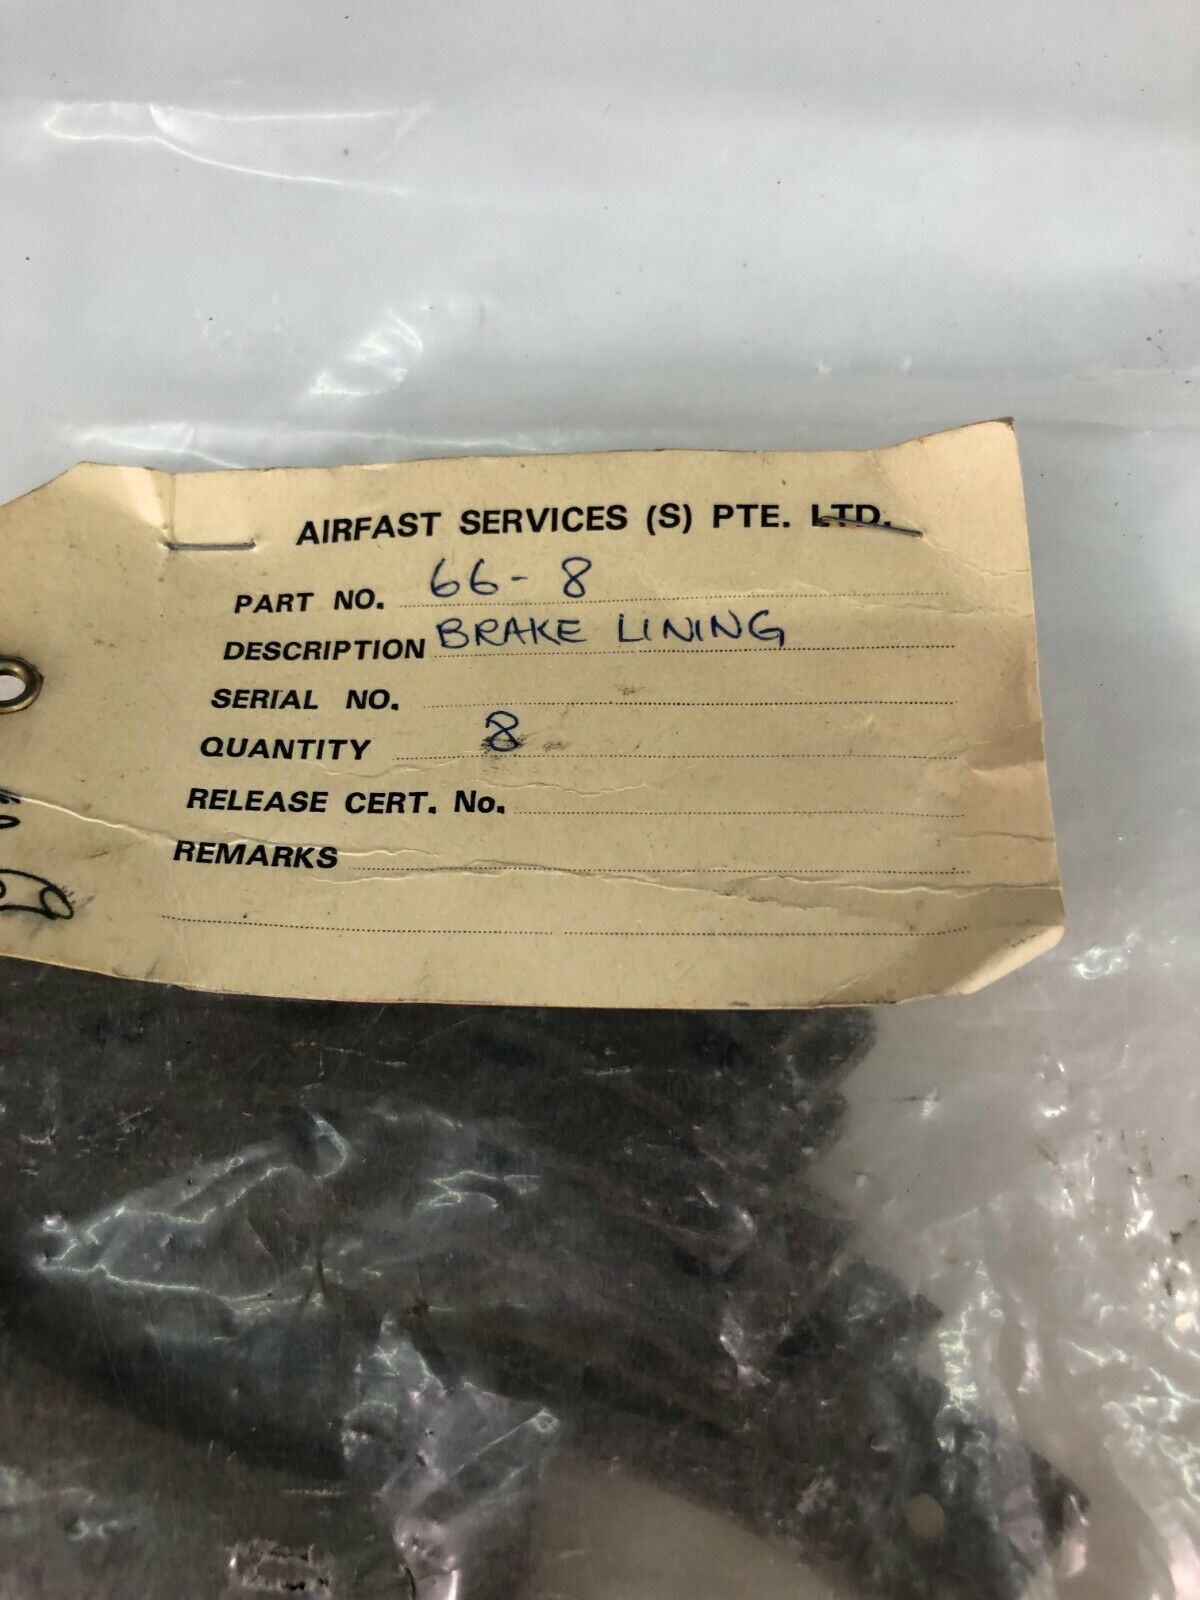 AIRFAST SERVICES (S) PTE. LTD.
PART NO. 66-8
DESCRIPTION BRAKE LINING
SERIAL NO.
QUANTITY 8
RELEASE CERT. No.
REMARKS